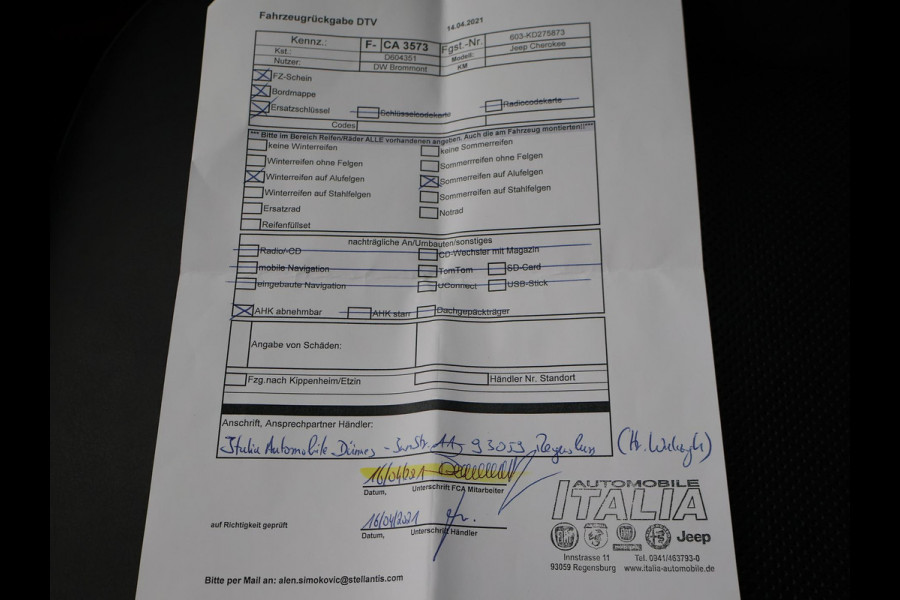 Fahrzeugrückgabe DTV
14.04.2021
Kennz.: F- CA 3573 Fgst.-Nr. 603-KD275873
Kst.: D604351 Modell: Jeep Cherokee
Nutzer: DW Brommont KM
FZ-Schein
Bordmappe
Ersatzschlüssel Schlüsselcodekarte Radiocodekarte
Codes
*** Bitte im Bereich Reifen/Räder ALLE vorhandenen angeben. Auch die am Fahrzeug montierten!!***
keine Winterreifen keine Sommerreifen
Winterreifen ohne Felgen Sommerreifen ohne Felgen
Winterreifen auf Alufelgen Sommerreifen auf Alufelgen
Winterreifen auf Stahlfelgen Sommerreifen auf Stahlfelgen
Ersatzrad Notrad
Reifenfüllset
nachträgliche An/Umbauten/sonstiges
Radio/-CD CD-Wechsler mit Magazin
mobile Navigation TomTom SD-Card
eingebaute Navigation UConnect USB-Stick
AHK abnehmbar AHK starr Dachgepäckträger
Angabe von Schäden:
Fzg.nach Kippenheim/Etzin Händler Nr. Standort
Anschrift, Ansprechpartner Händler:
Italia Automobile 11, 93053 Regensburg
16/04/2021
Datum, Unterschrift FCA Mitarbeiter
16/04/2021
auf Richtigkeit geprüft
Datum, Unterschrift Händler
AUTOMOBILE
ITALIA
Jeep
Innstrasse 11 Tel. 0941/463793-0
93059 Regensburg www.italia-automobile.de
Bitte per Mail an: alen.simokovic@stellantis.com